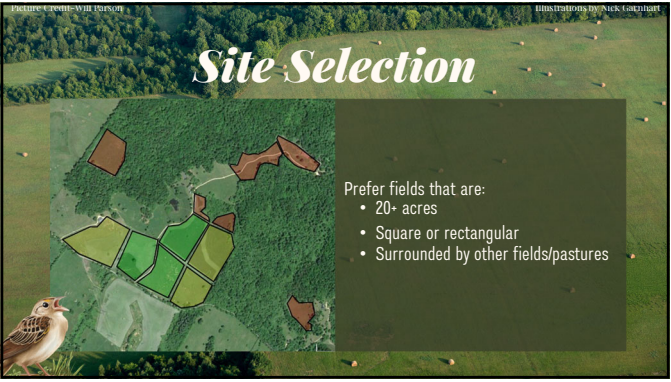 Picture Credit-Will Parson
Illustrations by Nick Garnhart
Site Selection
Prefer fields that are:
• 20+ acres
• Square or rectangular
• Surrounded by other fields/pastures